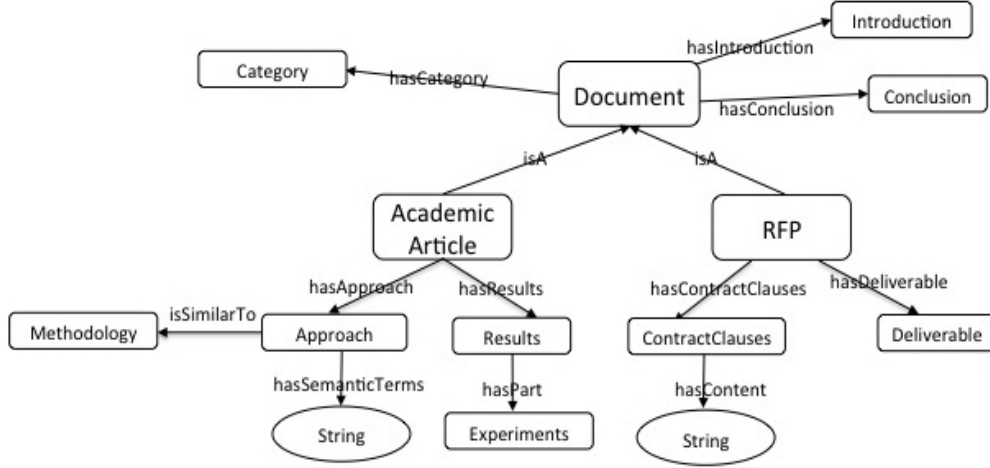 Introduction
hasIntroduction
Category
hasCategory
Document
Conclusion
hasConclusion
isA
isA
Academic
Article
RFP
hasApproach
hasResults
hasContractClauses
hasDeliverable
isSimilarTo
Methodology
Approach
Results
ContractClauses
Deliverable
hasSemanticTerms
hasPart
hasContent
String
Experiments
String